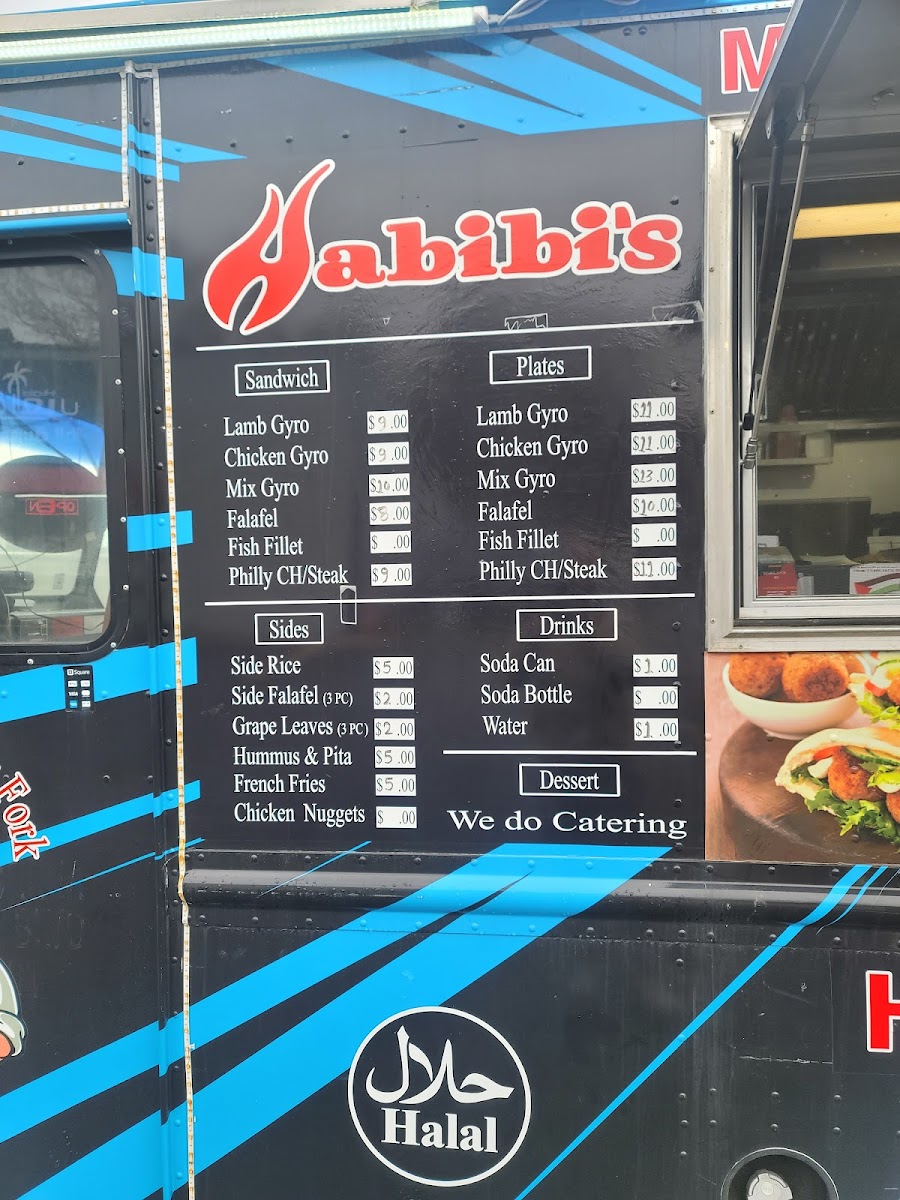 Habibi's
Sandwich
Lamb Gyro $9.00
Chicken Gyro $9.00
Mix Gyro $10.00
Falafel $8.00
Fish Fillet $ .00
Philly CH/Steak $9.00
Plates
Lamb Gyro $11.00
Chicken Gyro $11.00
Mix Gyro $13.00
Falafel $10.00
Fish Fillet $ .00
Philly CH/Steak $11.00
Sides
Side Rice $5.00
Side Falafel (3 PC) $2.00
Grape Leaves (3 PC) $2.00
Hummus & Pita $5.00
French Fries $5.00
Chicken Nuggets $ .00
Drinks
Soda Can $1.00
Soda Bottle $ .00
Water $1.00
Dessert
We do Catering
حلال
Halal
Fork
Square
OPEN
M
H